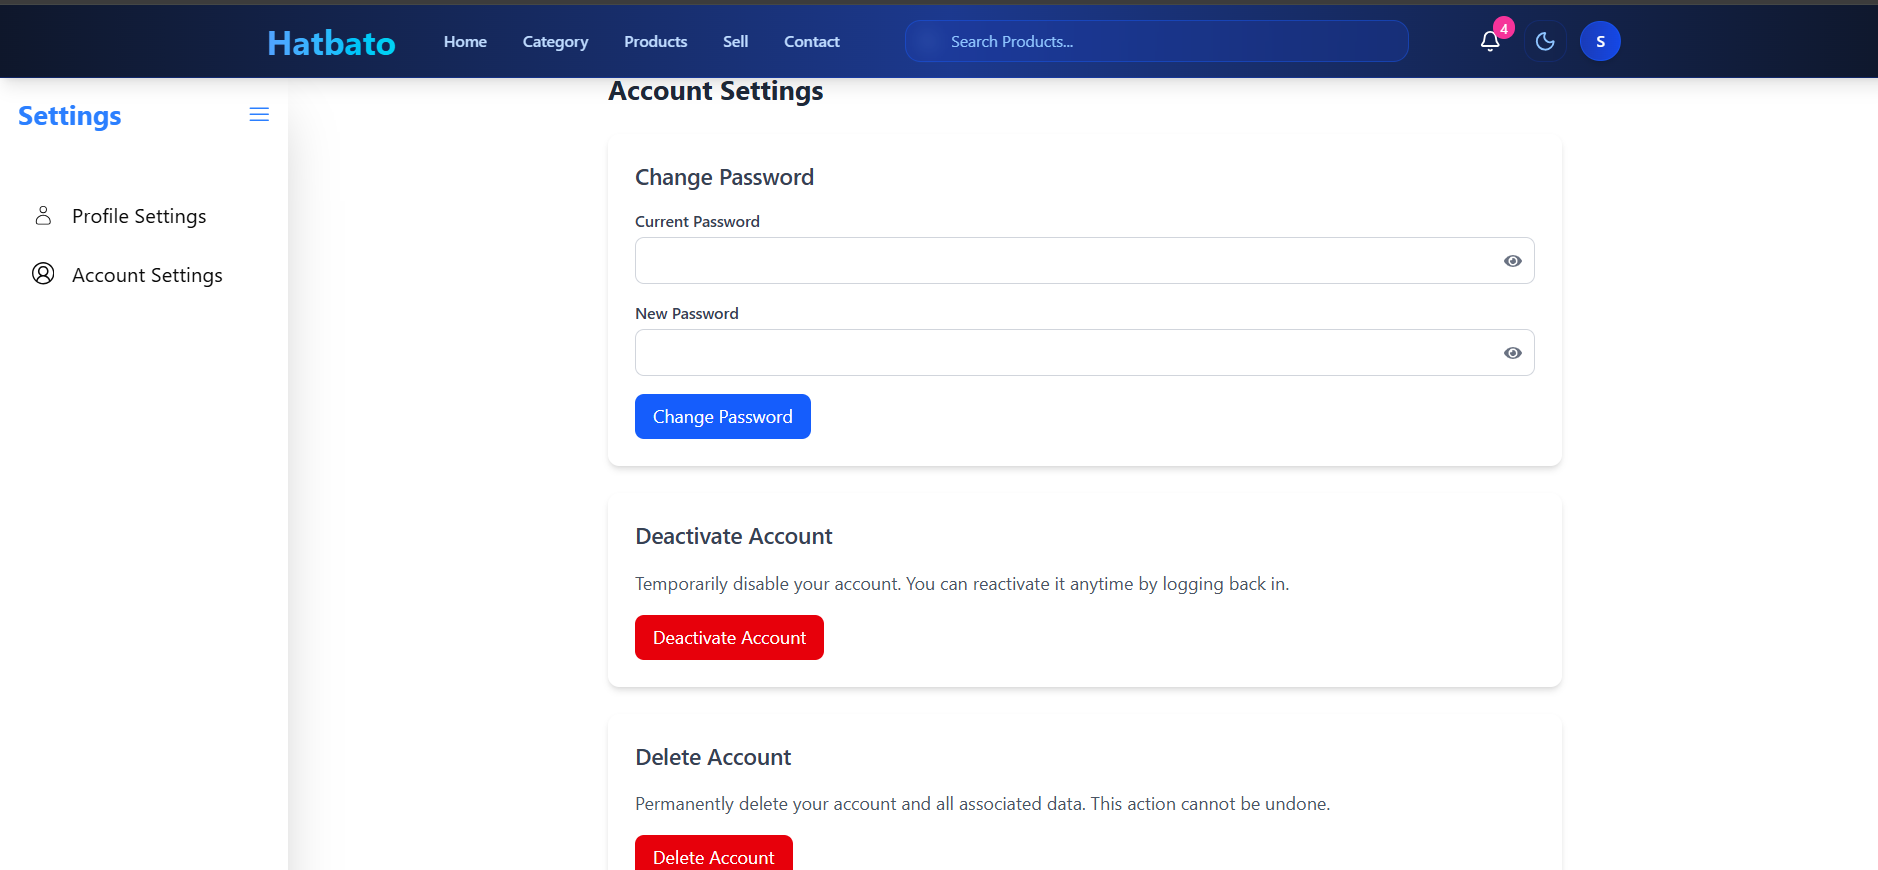 Hatbato
Home
Category
Products
Sell
Contact
Search Products...
4
S
Settings
Profile Settings
Account Settings
Account Settings
Change Password
Current Password
New Password
Change Password
Deactivate Account
Temporarily disable your account. You can reactivate it anytime by logging back in.
Deactivate Account
Delete Account
Permanently delete your account and all associated data. This action cannot be undone.
Delete Account